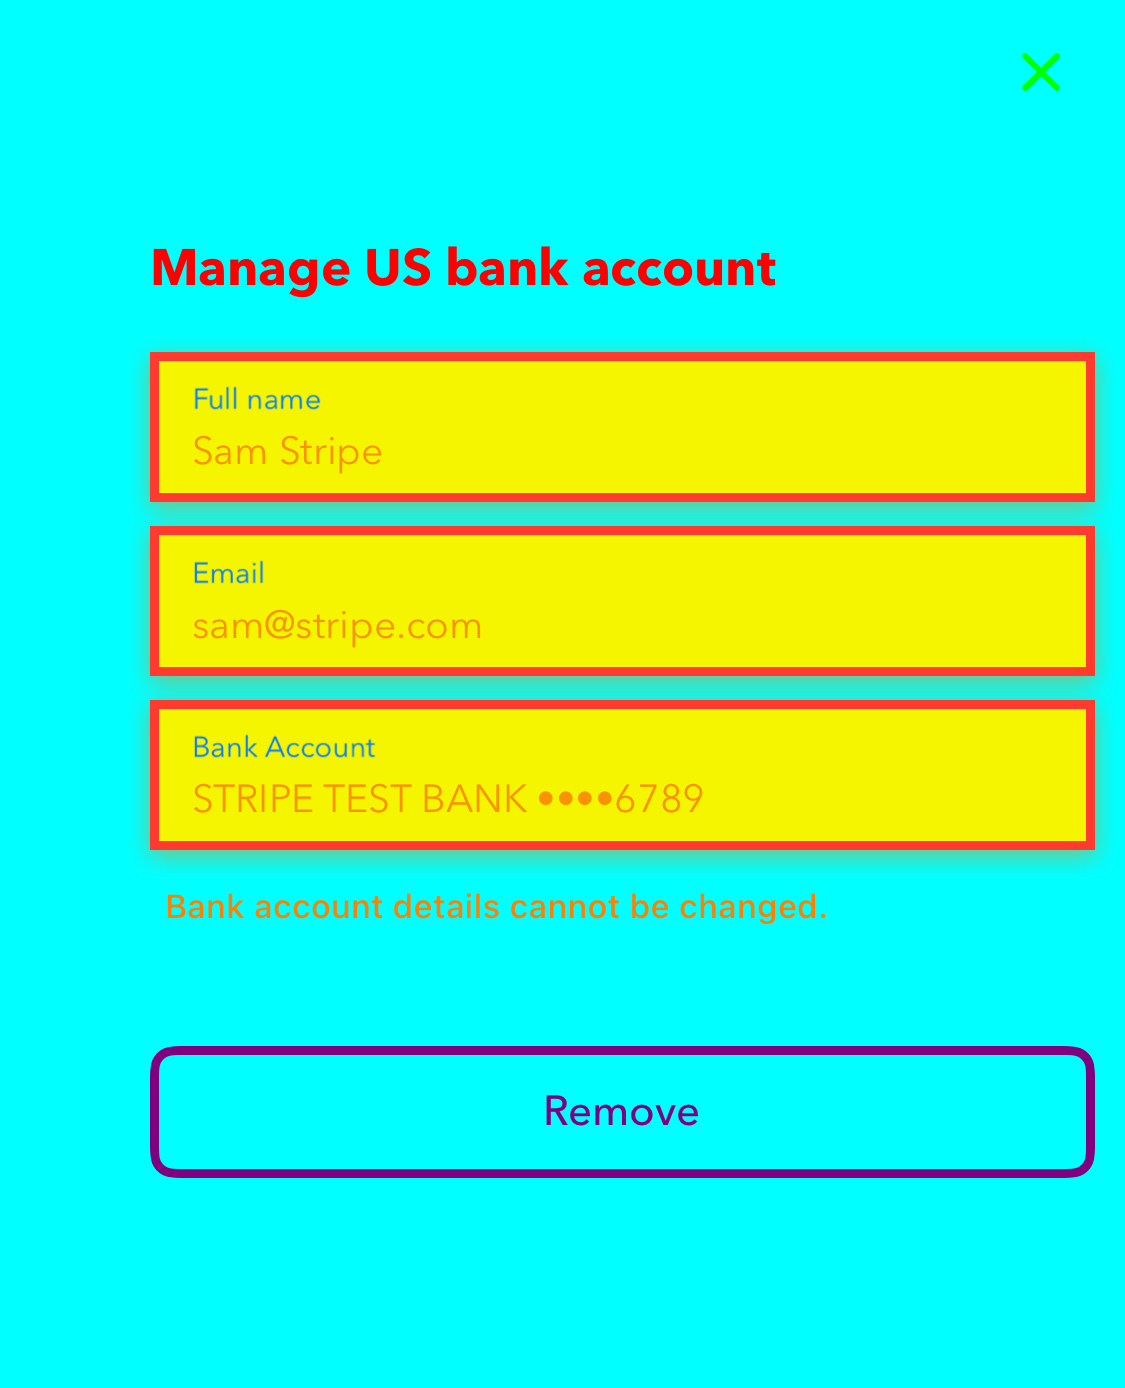 Manage US bank account
Full name
Sam Stripe
Email
sam@stripe.com
Bank Account
STRIPE TEST BANK ••••6789
Bank account details cannot be changed.
Remove